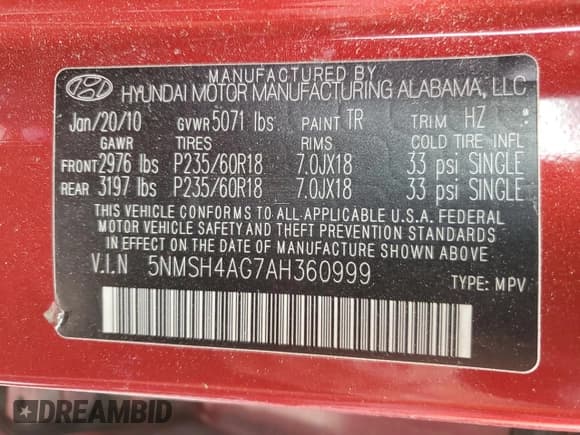 MANUFACTURED BY
HYUNDAI MOTOR MANUFACTURING ALABAMA, LLC
Jan/20/10 GVWR 5071 lbs PAINT TR TRIM HZ
GAWR TIRES RIMS COLD TIRE INFL
FRONT 2976 lbs P235/60R18 7.0JX18 33 psi SINGLE
REAR 3197 lbs P235/60R18 7.0JX18 33 psi SINGLE
THIS VEHICLE CONFORMS TO ALL APPLICABLE U.S.A. FEDERAL
MOTOR VEHICLE SAFETY AND THEFT PREVENTION STANDARDS
IN EFFECT ON THE DATE OF MANUFACTURE SHOWN ABOVE
V.I.N 5NMSH4AG7AH360999 TYPE: MPV
DREAMBID